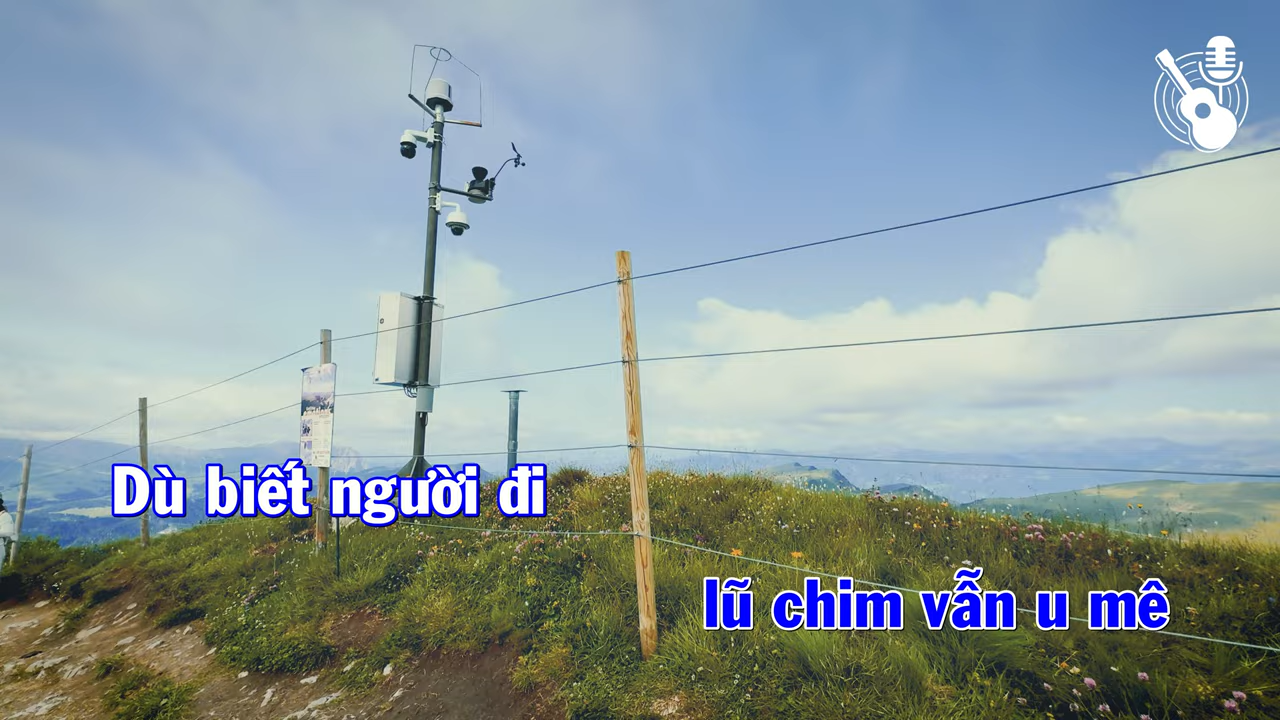 Dù biết người đi
lũ chim vẫn u mê